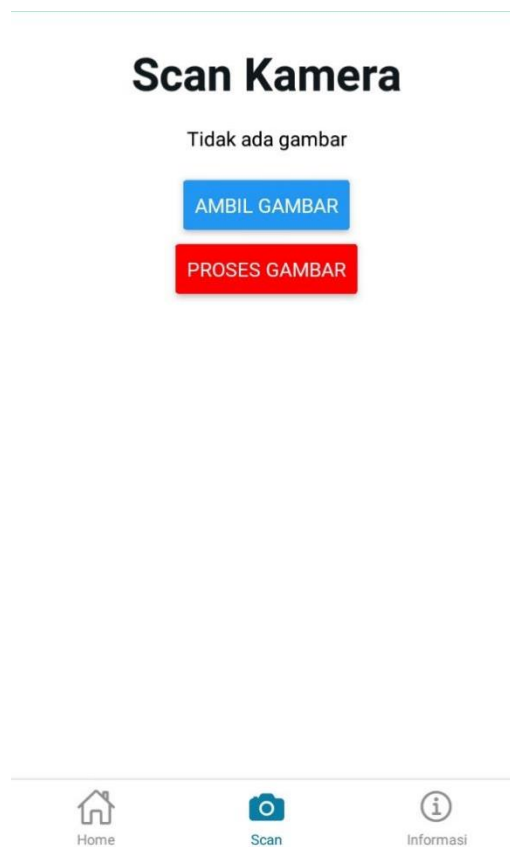 Scan Kamera
Tidak ada gambar
AMBIL GAMBAR
PROSES GAMBAR
Home Scan Informasi